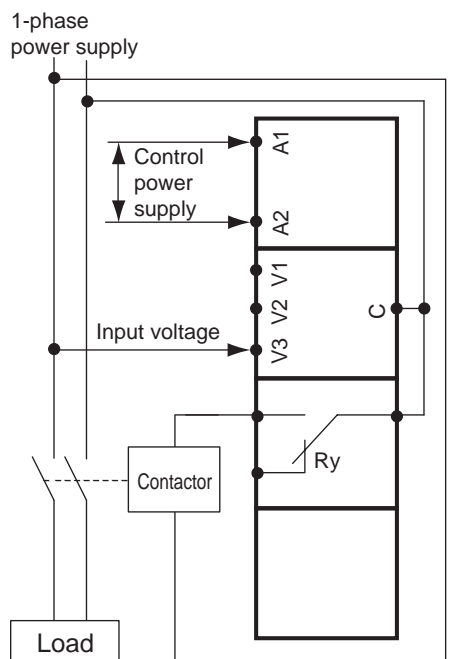 1-phase
power supply
A1
Control
power
supply
A2
V1
V2
C
Input voltage
V3
Ry
Contactor
Load